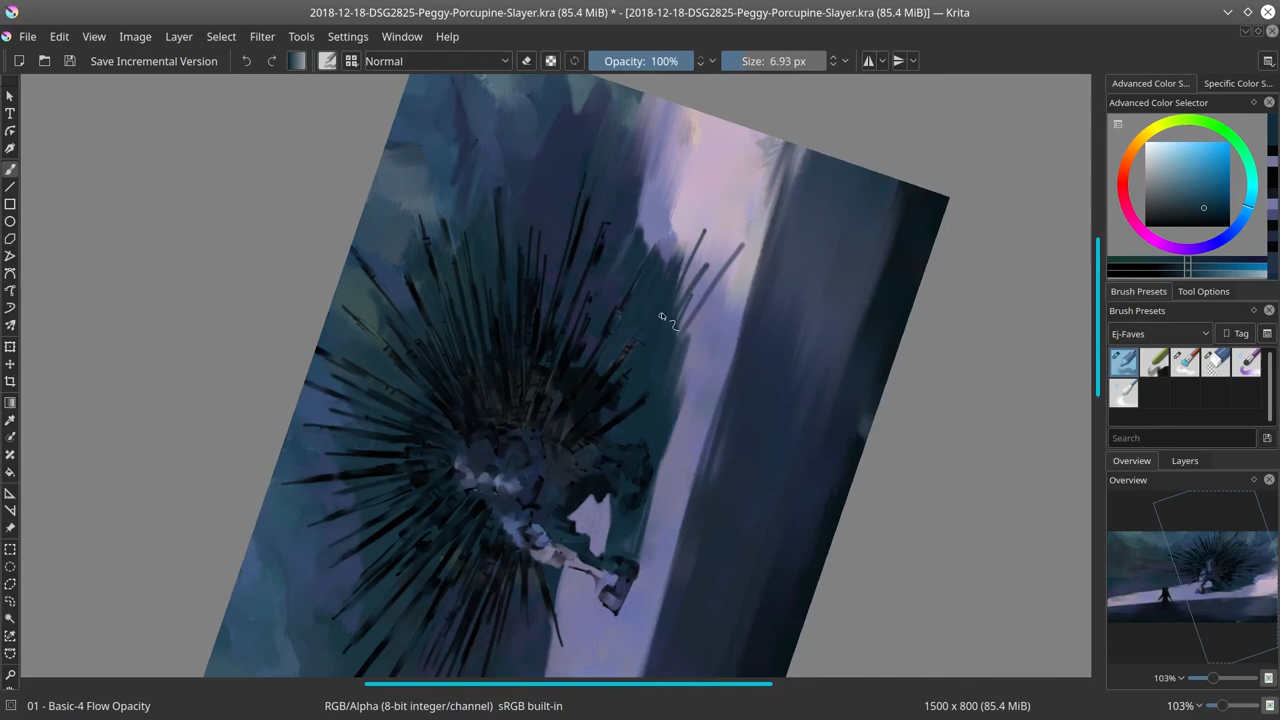 2018-12-18-DSG2825-Peggy-Porcupine-Slayer.kra (85.4 MiB) * - [2018-12-18-DSG2825-Peggy-Porcupine-Slayer.kra (85.4 MiB)] — Krita
File Edit View Image Layer Select Filter Tools Settings Window Help
Save Incremental Version Normal Opacity: 100% Size: 6.93 px
Advanced Color S... Specific Color S...
Advanced Color Selector
Brush Presets Tool Options
Brush Presets
Ej-Faves Tag
Search
Overview Layers
Overview
103%
01 - Basic-4 Flow Opacity RGB/Alpha (8-bit integer/channel) sRGB built-in 1500 x 800 (85.4 MiB) 103%